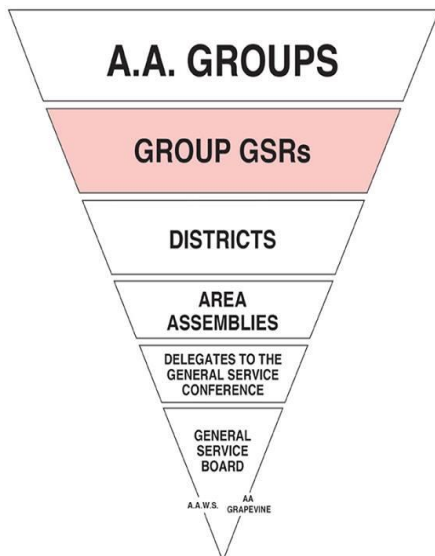 A.A. GROUPS
GROUP GSRs
DISTRICTS
AREA
ASSEMBLIES
DELEGATES TO THE
GENERAL SERVICE
CONFERENCE
GENERAL
SERVICE
BOARD
A.A.W.S.
AA
GRAPEVINE